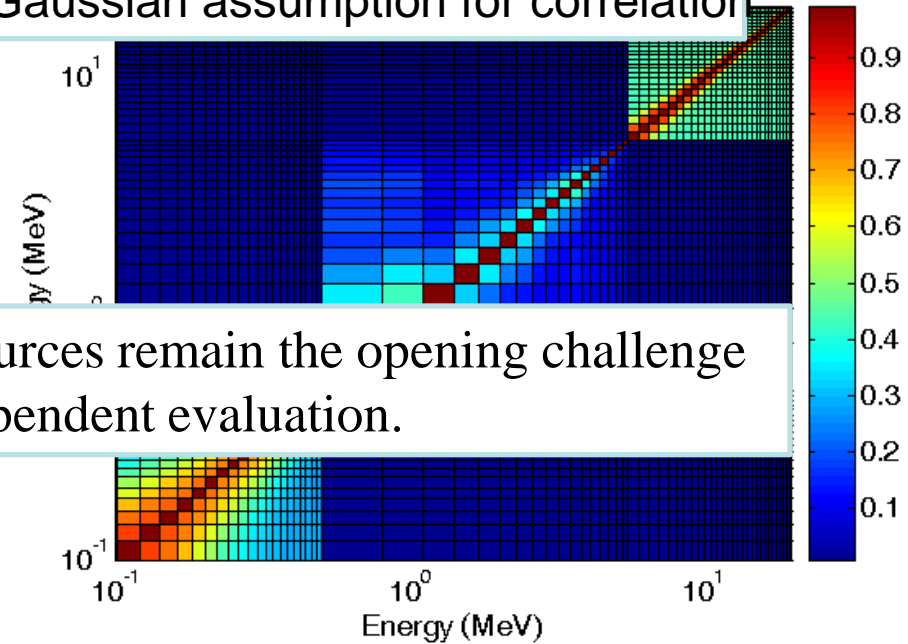 Gaussian assumption for correlation
10¹
(MeV)
urces remain the opening challenge
pendent evaluation.
10⁻¹
10⁻¹ 10⁰ 10¹
Energy (MeV)
0.9
0.8
0.7
0.6
0.5
0.4
0.3
0.2
0.1